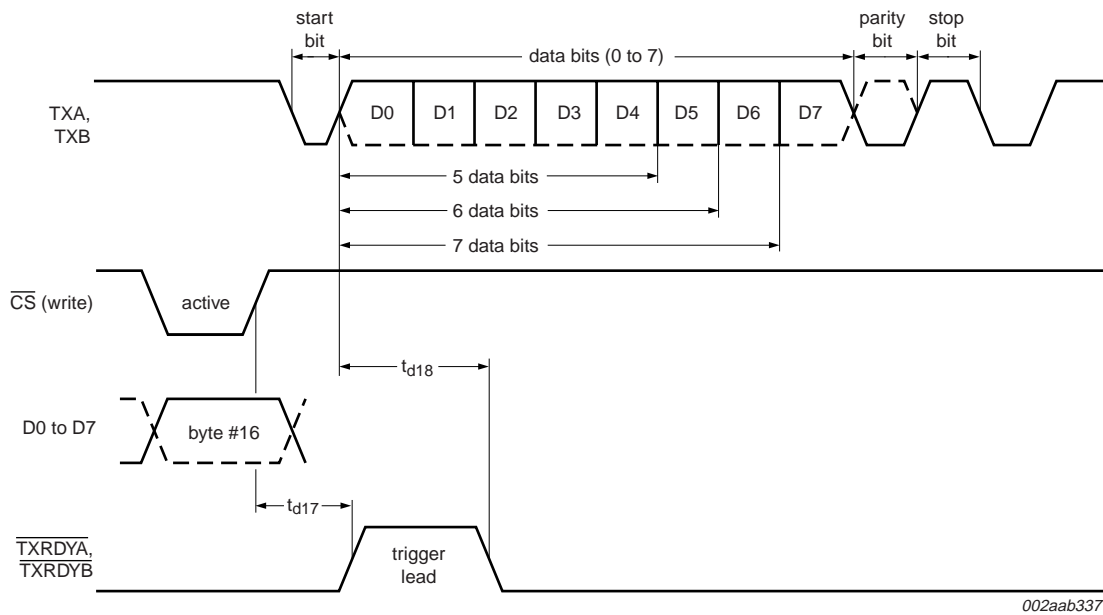 start
bit
data bits (0 to 7)
parity
bit
stop
bit
TXA,
TXB
D0 D1 D2 D3 D4 D5 D6 D7
5 data bits
6 data bits
7 data bits
CS (write)
active
td18
D0 to D7
byte #16
td17
TXRDYA,
TXRDYB
trigger
lead
002aab337